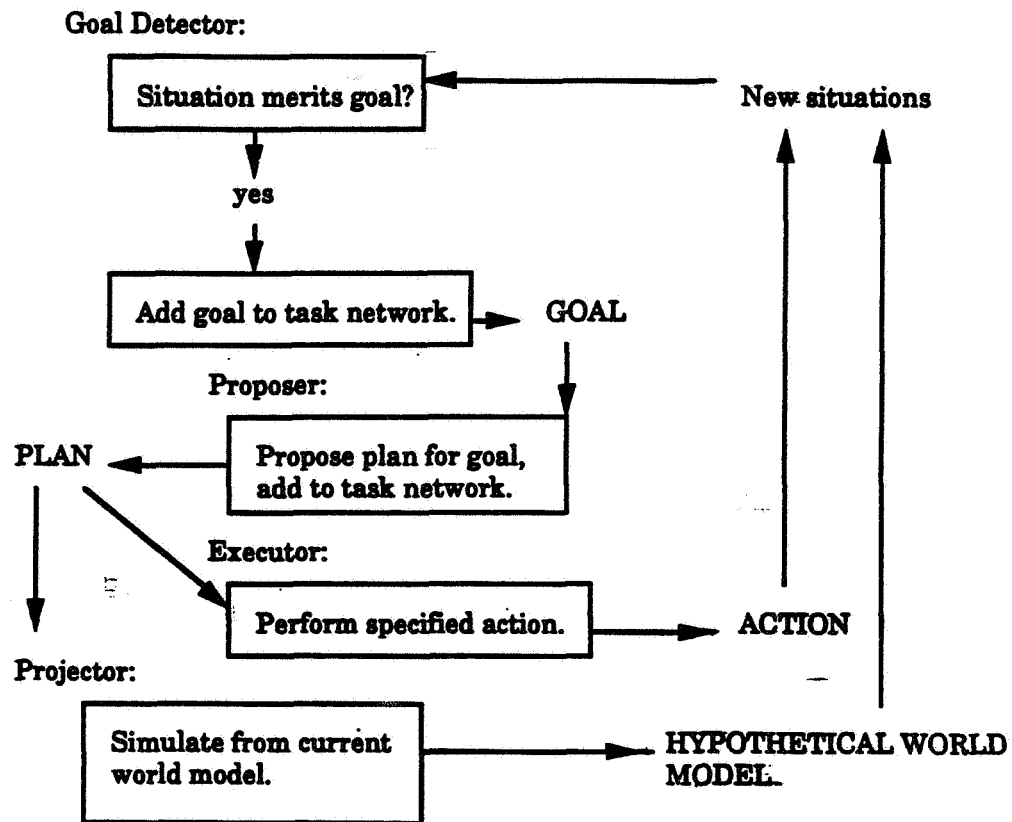 Goal Detector:
Situation merits goal?
New situations
yes
Add goal to task network.
GOAL
Proposer:
PLAN
Propose plan for goal,
add to task network.
Executor:
Perform specified action.
ACTION
Projector:
Simulate from current
world model.
HYPOTHETICAL WORLD
MODEL.